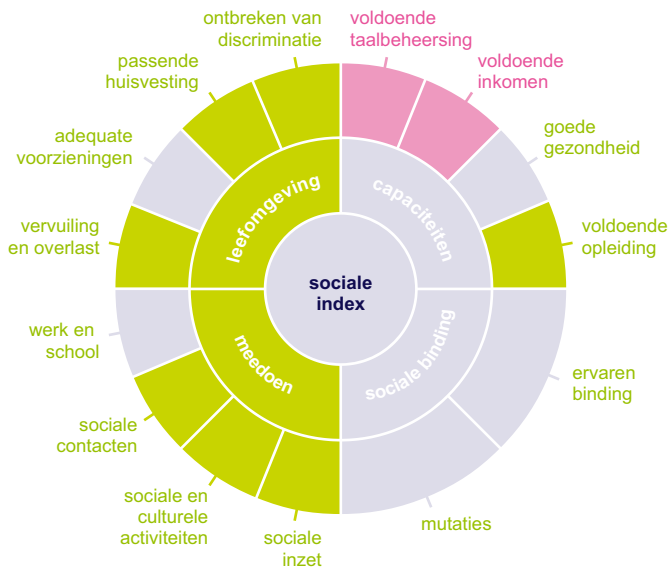 ontbreken van
discriminatie
voldoende
taalbeheersing
passende
huisvesting
voldoende
inkomen
adequate
voorzieningen
goede
gezondheid
vervuiling
en overlast
voldoende
opleiding
leefomgeving
capaciteiten
sociale
index
meedoen
sociale binding
werk en
school
ervaren
binding
sociale
contacten
sociale en
culturele
activiteiten
sociale
inzet
mutaties